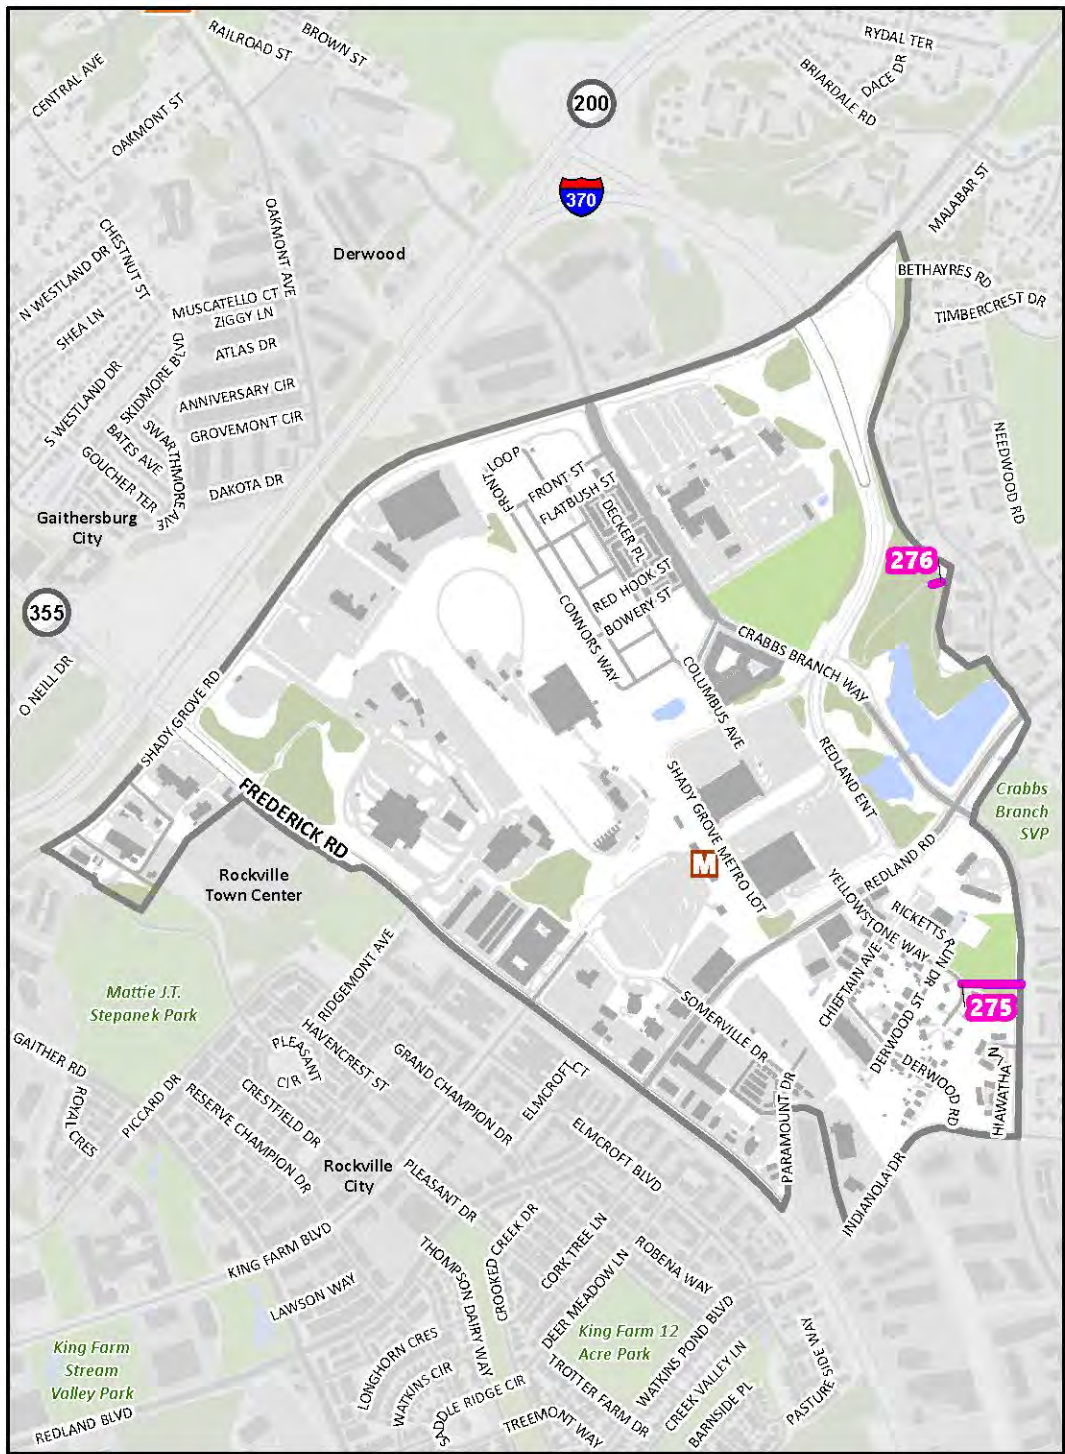 RAILROAD ST
BROWN ST
RYDAL TER
DACE DR
BRIARDALE RD
CENTRAL AVE
OAKMONT ST
200
370
MALABAR ST
OAKMONT AVE
CHESTNUT ST
Derwood
BETHAYRES RD
N WESTLAND DR
TIMBERCREST DR
MUSCATELLO CT
ZIGGY LN
SHEA LN
ATLAS DR
SKIDMORE BLVD
S WESTLAND DR
ANNIVERSARY CIR
SWARTHMORE AVE
BATES AVE
GROVEMONT CIR
GOUCHER TER
DAKOTA DR
NEEDWOOD RD
LOOP
FRONT
FRONT ST
FLATBUSH ST
DECKER PL
Gaithersburg
City
276
RED HOOK ST
BOWERY ST
CONNORS WAY
355
CRABBS BRANCH WAY
O NEILL DR
SHADY GROVE RD
COLUMBUS AVE
REDLAND ENT
SHADY GROVE METRO LOT
FREDERICK RD
Crabbs
Branch
SVP
M
REDLAND RD
Rockville
Town Center
YELLOWSTONE WAY
RICKETTS RUN DR
RIDGEMONT AVE
CHIEFTAIN AVE
Mattie J.T.
Stepanek Park
275
SOMERVILLE DR
DERWOOD ST
HAVENCREST ST
PLEASANT
CIR
GAITHER RD
GRAND CHAMPION DR
DERWOOD RD
HIAWATHA LN
ELMCROFT CT
ROYAL CRES
PICCARD DR
CRESTFIELD DR
RESERVE CHAMPION DR
PARAMOUNT DR
ELMCROFT BLVD
INDIANOLA DR
Rockville
City
PLEASANT DR
KING FARM BLVD
CROOKED CREEK DR
CORK TREE LN
ROBENA WAY
THOMPSON DAIRY WAY
DEER MEADOW LN
LAWSON WAY
King Farm 12
Acre Park
WATKINS POND BLVD
King Farm
Stream
Valley Park
LONGHORN CRES
WATKINS CIR
SADDLE RIDGE CIR
TROTTER FARM DR
CREEK VALLEY LN
BARNSIDE PL
PASTURE SIDE WAY
TREEMONT WAY
REDLAND BLVD